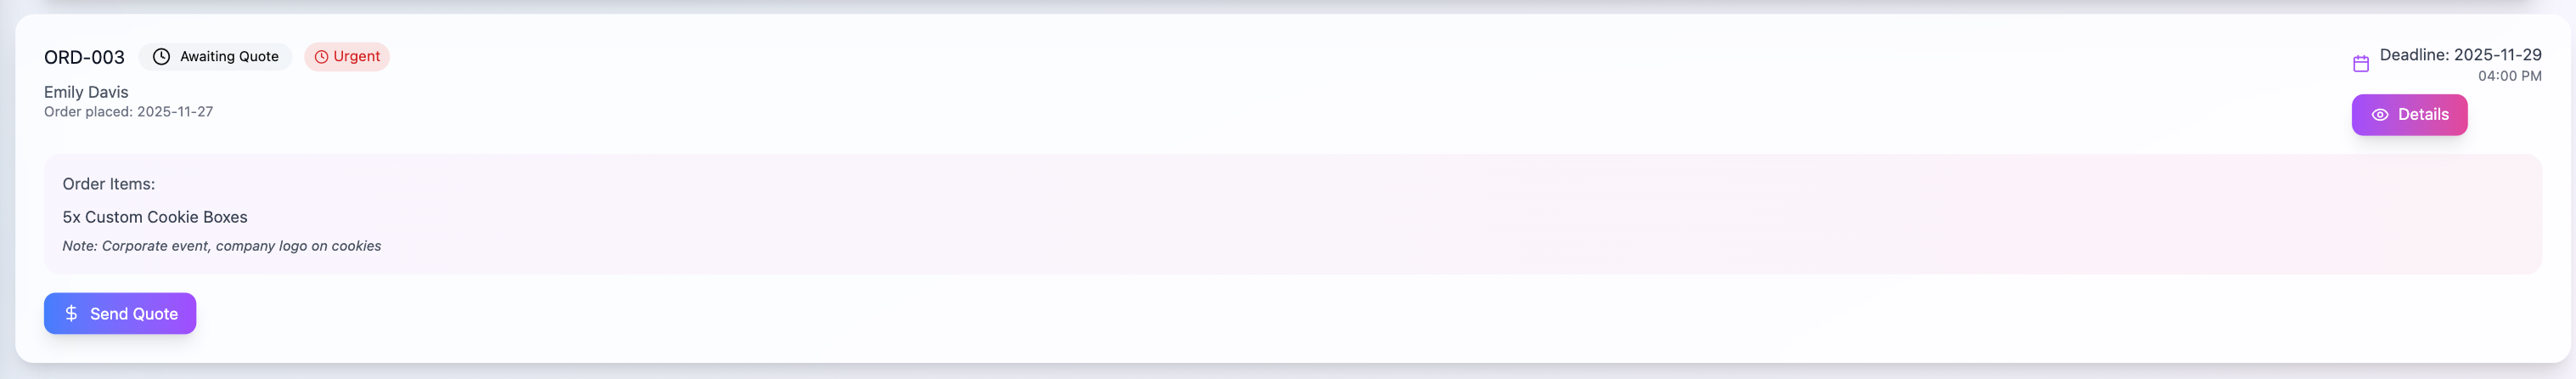 ORD-003 Awaiting Quote Urgent
Emily Davis
Order placed: 2025-11-27
Deadline: 2025-11-29
04:00 PM
Details
Order Items:
5x Custom Cookie Boxes
Note: Corporate event, company logo on cookies
$ Send Quote